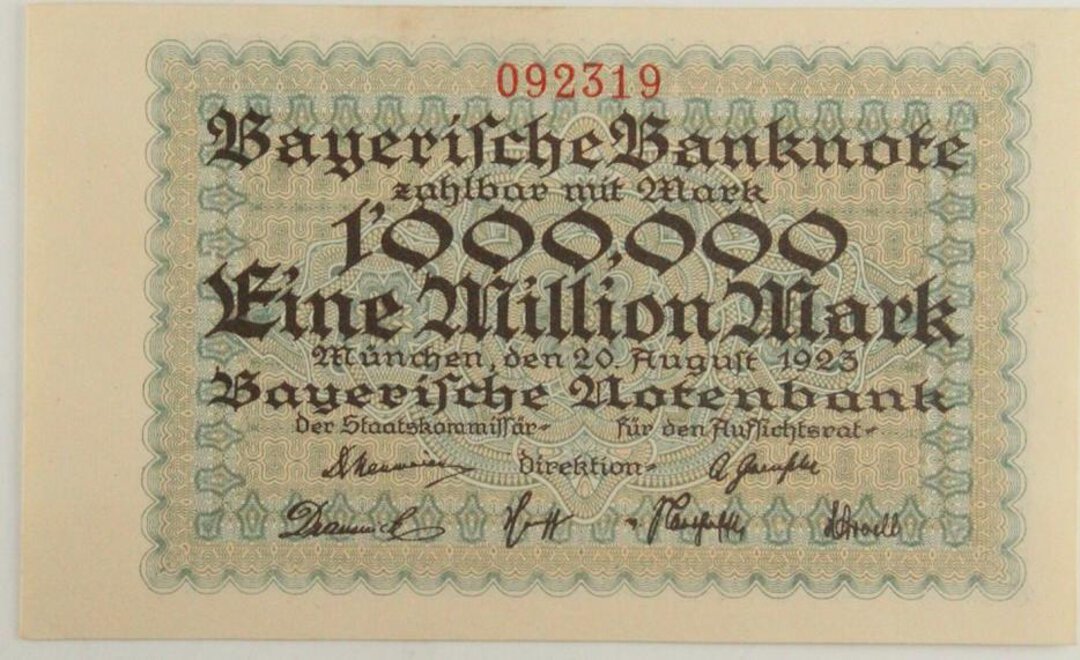 092319
Bayerische Banknote
zahlbar mit Mark
1'000,000
Eine Million Mark
München, den 20. August 1923
Bayerische Notenbank
Der Staatskommissär- Für den Aufsichtsrat-
Direktion-